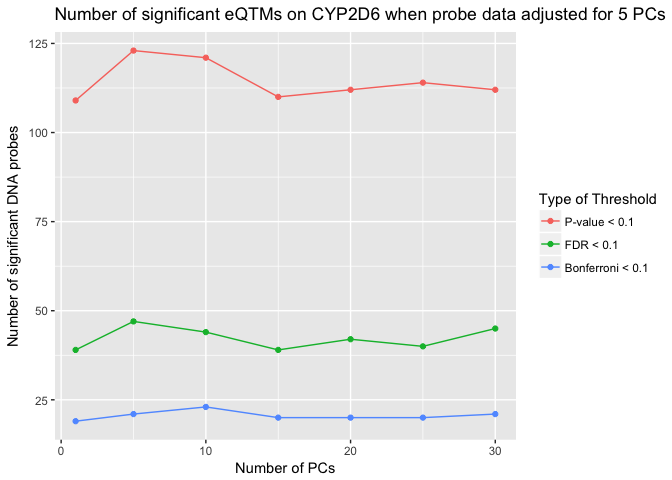 Number of significant eQTMs on CYP2D6 when probe data adjusted for 5 PCs
Number of significant DNA probes
125
100
75
50
25
0
10
20
30
Number of PCs
Type of Threshold
P-value < 0.1
FDR < 0.1
Bonferroni < 0.1